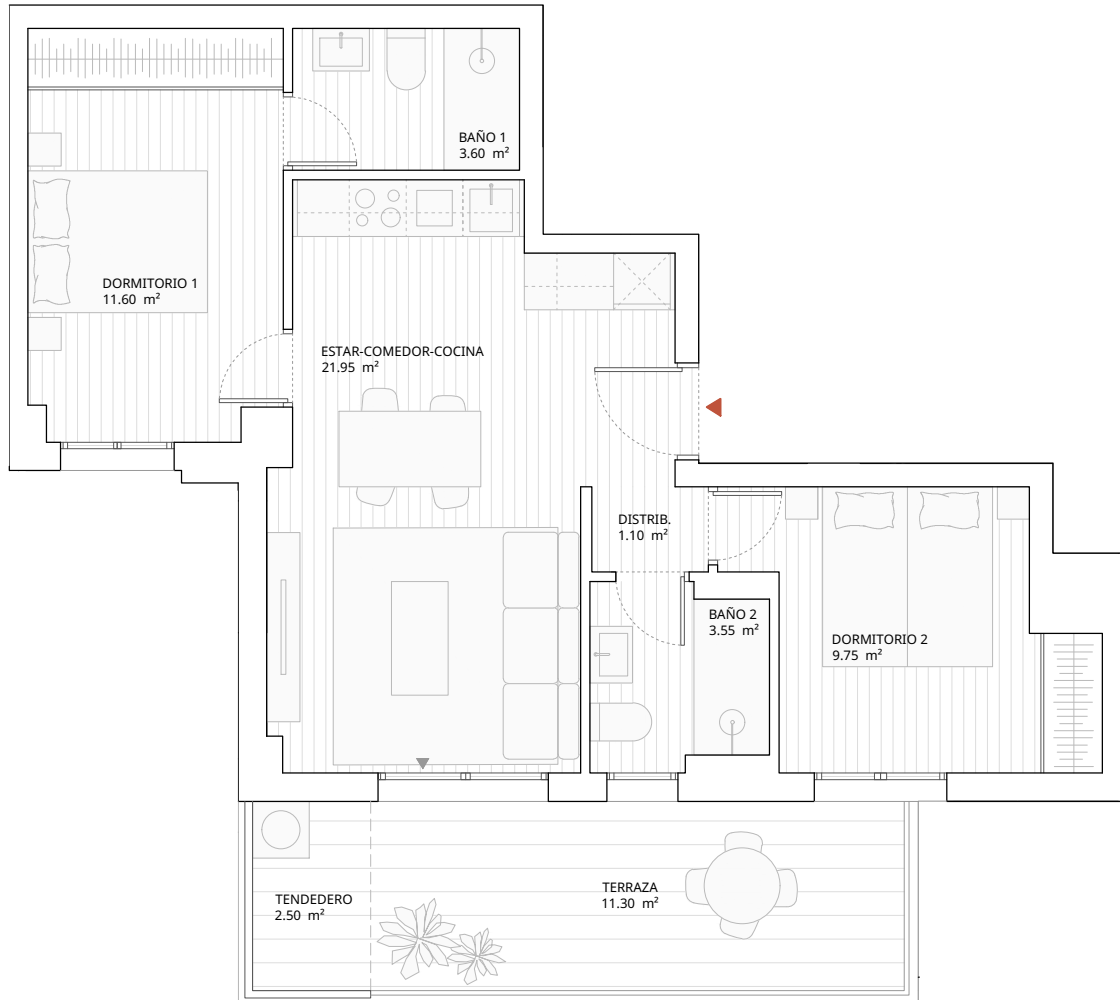 BAÑO 1
3.60 m²
DORMITORIO 1
11.60 m²
ESTAR-COMEDOR-COCINA
21.95 m²
DISTRIB.
1.10 m²
BAÑO 2
3.55 m²
DORMITORIO 2
9.75 m²
TENDEDERO
2.50 m²
TERRAZA
11.30 m²